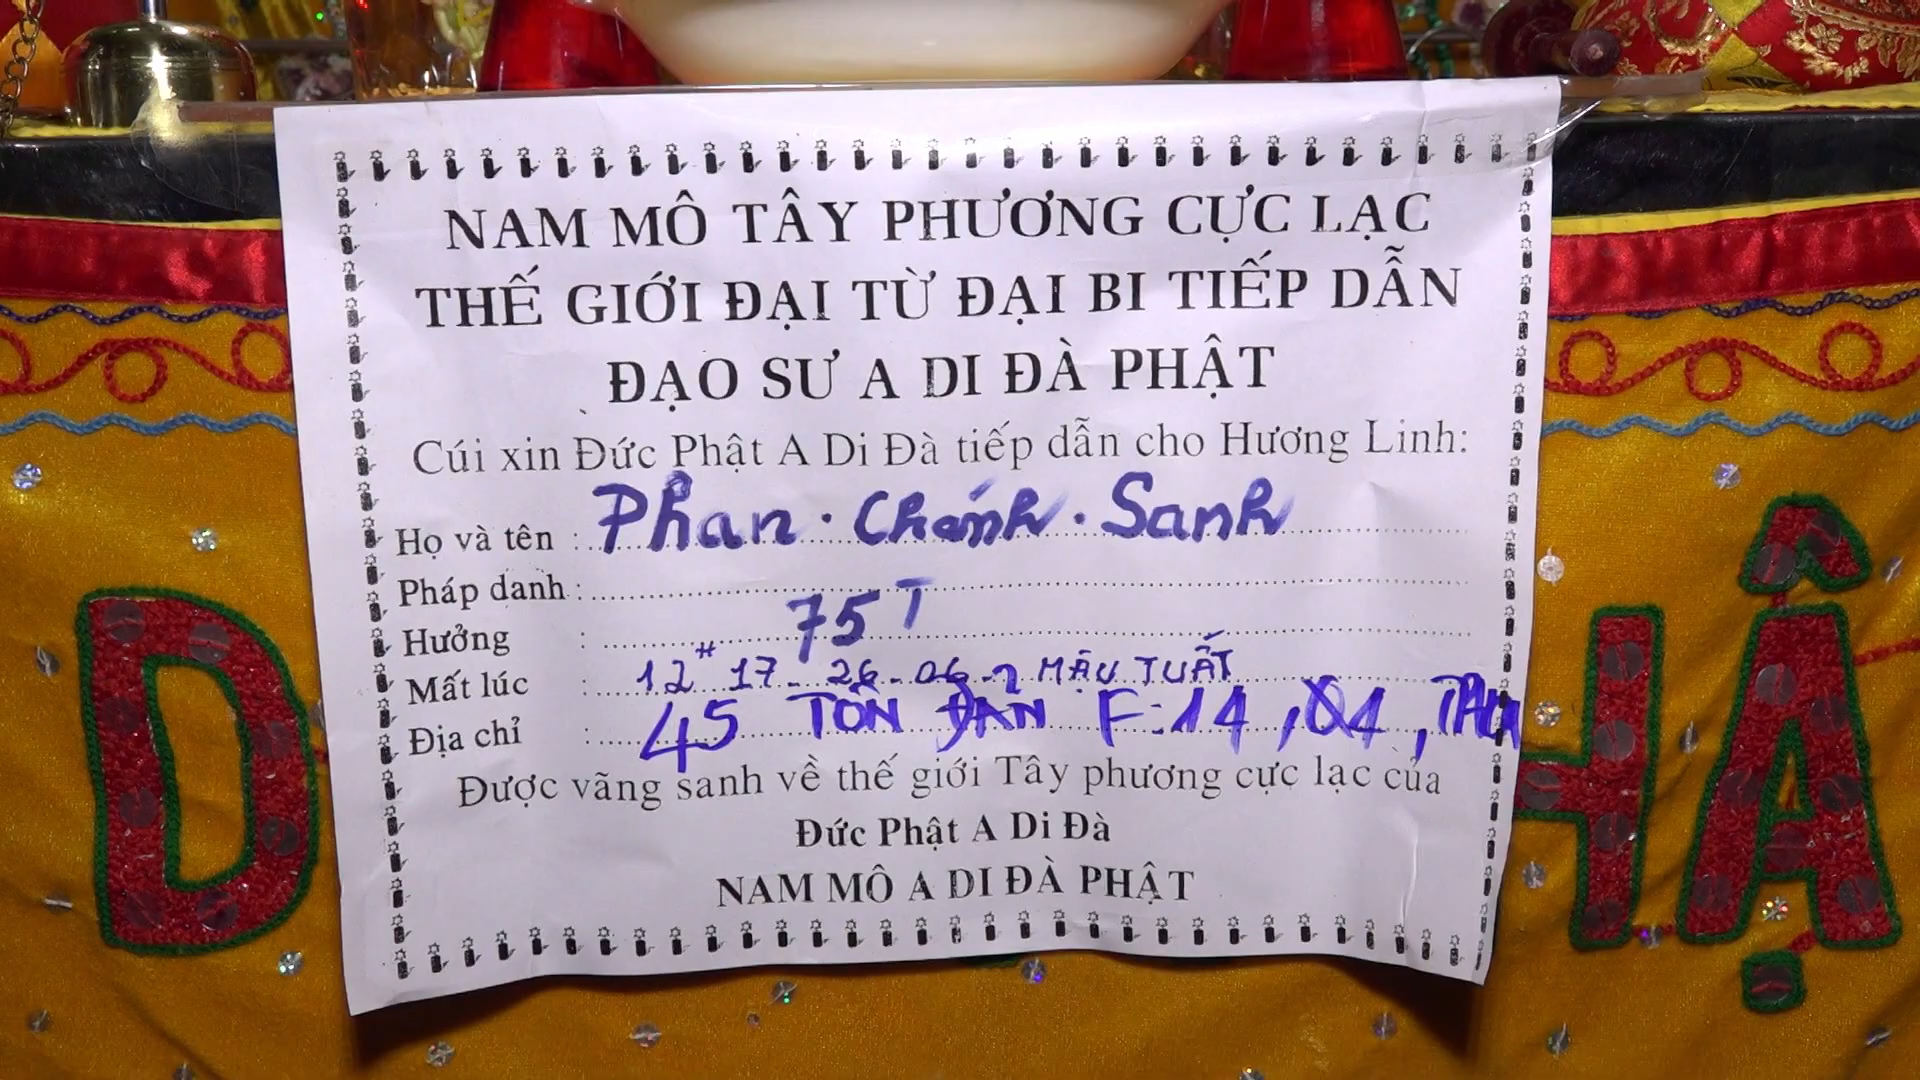 NAM MÔ TÂY PHƯƠNG CỰC LẠC
THẾ GIỚI ĐẠI TỪ ĐẠI BI TIẾP DẪN
ĐẠO SƯ A DI ĐÀ PHẬT
Cúi xin Đức Phật A Di Đà tiếp dẫn cho Hương Linh:
Họ và tên : Phan · Chánh · Sanh
Pháp danh :
Hưởng : 75 T
Mất lúc : 12H 17 - 26 - 06 - MẬU TUẤT
Địa chỉ : 45 TÔN ĐẢN F:14, Q4,
Được vãng sanh về thế giới Tây phương cực lạc của
Đức Phật A Di Đà
NAM MÔ A DI ĐÀ PHẬT
Đ
HẬ